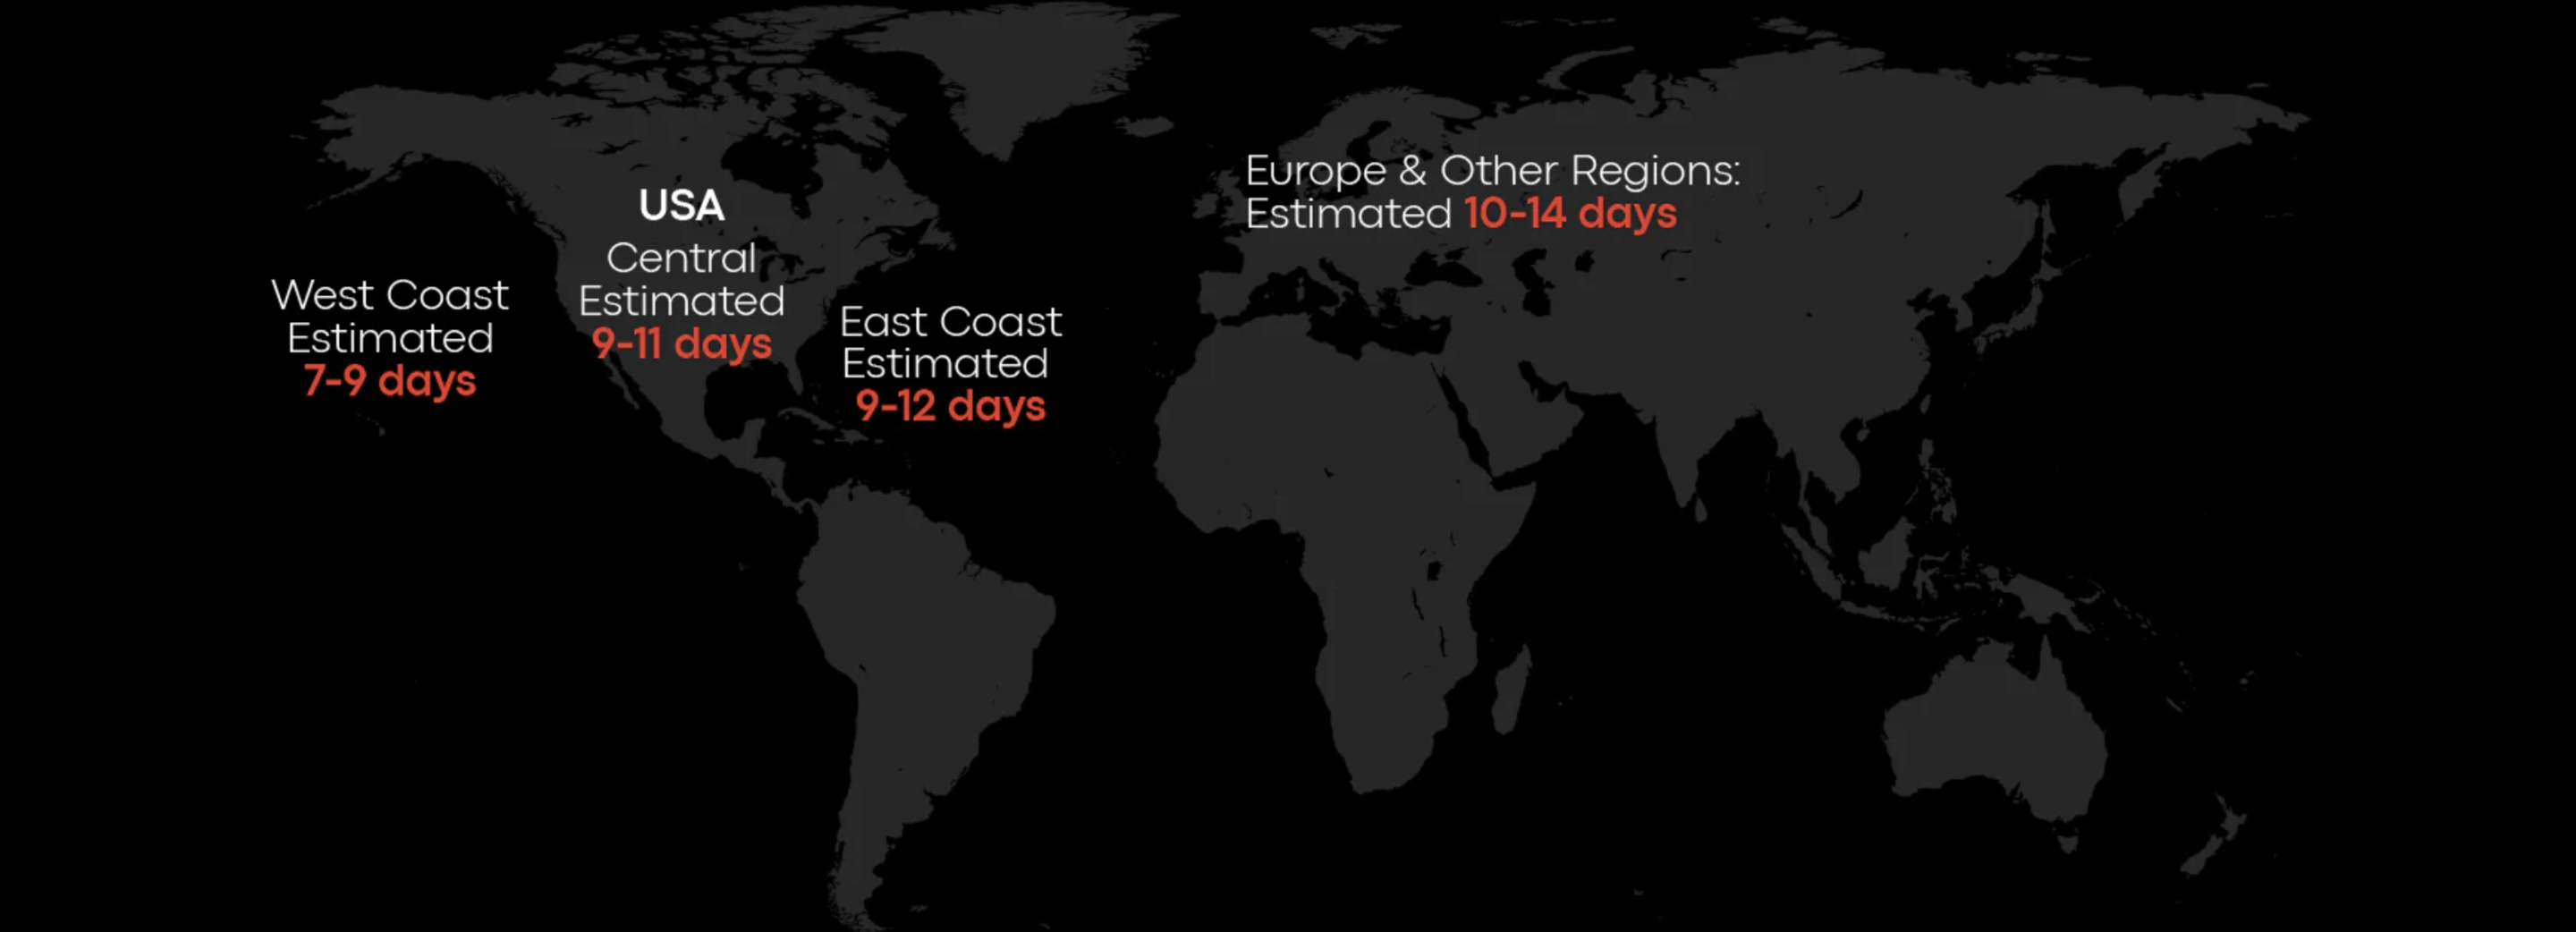 USA
West Coast
Estimated
7-9 days
Central
Estimated
9-11 days
East Coast
Estimated
9-12 days
Europe & Other Regions:
Estimated 10-14 days